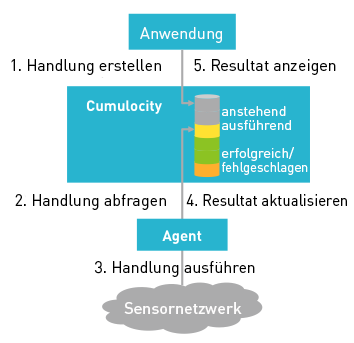 Anwendung
1. Handlung erstellen
5. Resultat anzeigen
Cumulocity
anstehend
ausführend
erfolgreich/
fehlgeschlagen
2. Handlung abfragen
4. Resultat aktualisieren
Agent
3. Handlung ausführen
Sensornetzwerk